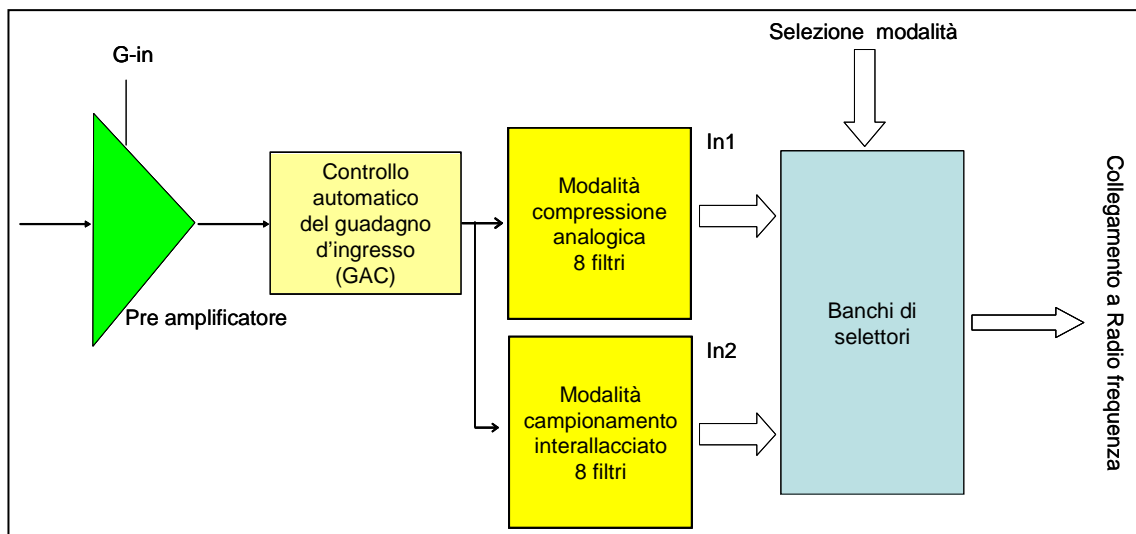 Selezione modalità
G-in
Pre amplificatore
Controllo
automatico
del guadagno
d'ingresso
(GAC)
Modalità
compressione
analogica
8 filtri
In1
Modalità
campionamento
interallacciato
8 filtri
In2
Banchi di
selettori
Collegamento a Radio frequenza